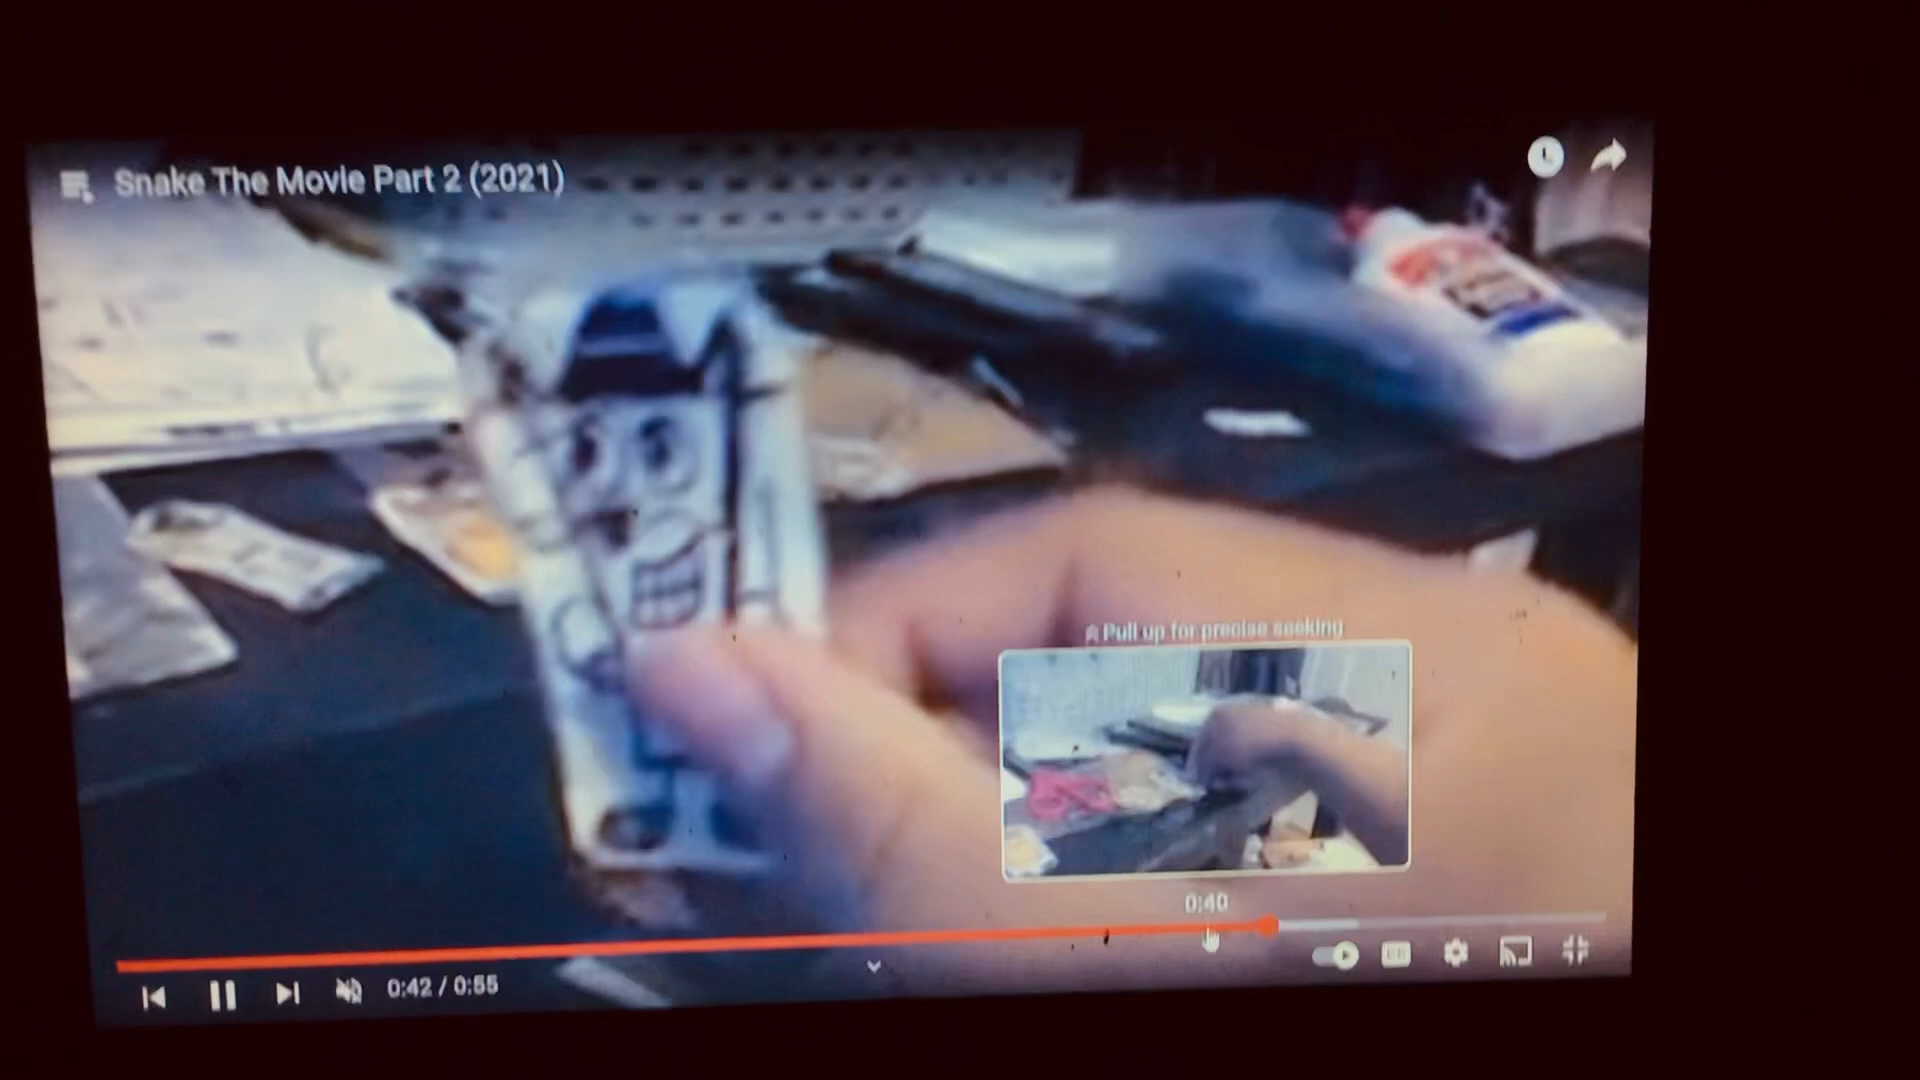 Snake The Movie Part 2 (2021)
Pull up for precise seeking
0:40
0:42 / 0:55